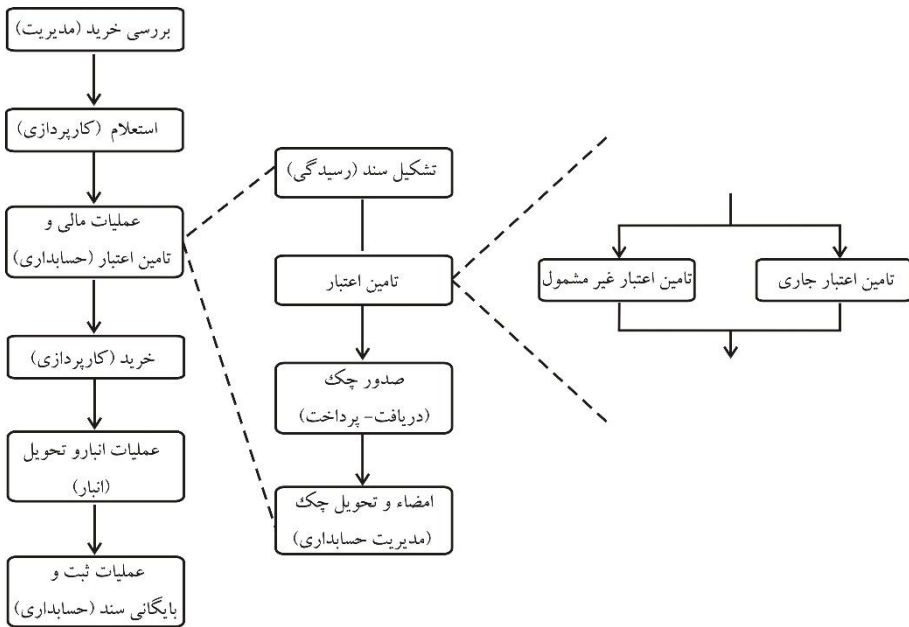 بررسی خرید (مدیریت)
استعلام (کارپردازی)
عملیات مالی و
تامین اعتبار (حسابداری)
خرید (کارپردازی)
عملیات انبارو تحویل
(انبار)
عملیات ثبت و
بایگانی سند (حسابداری)
تشکیل سند (رسیدگی)
تامین اعتبار
صدور چک
(دریافت- پرداخت)
امضاء و تحویل چک
(مدیریت حسابداری)
تامین اعتبار جاری
تامین اعتبار غیر مشمول